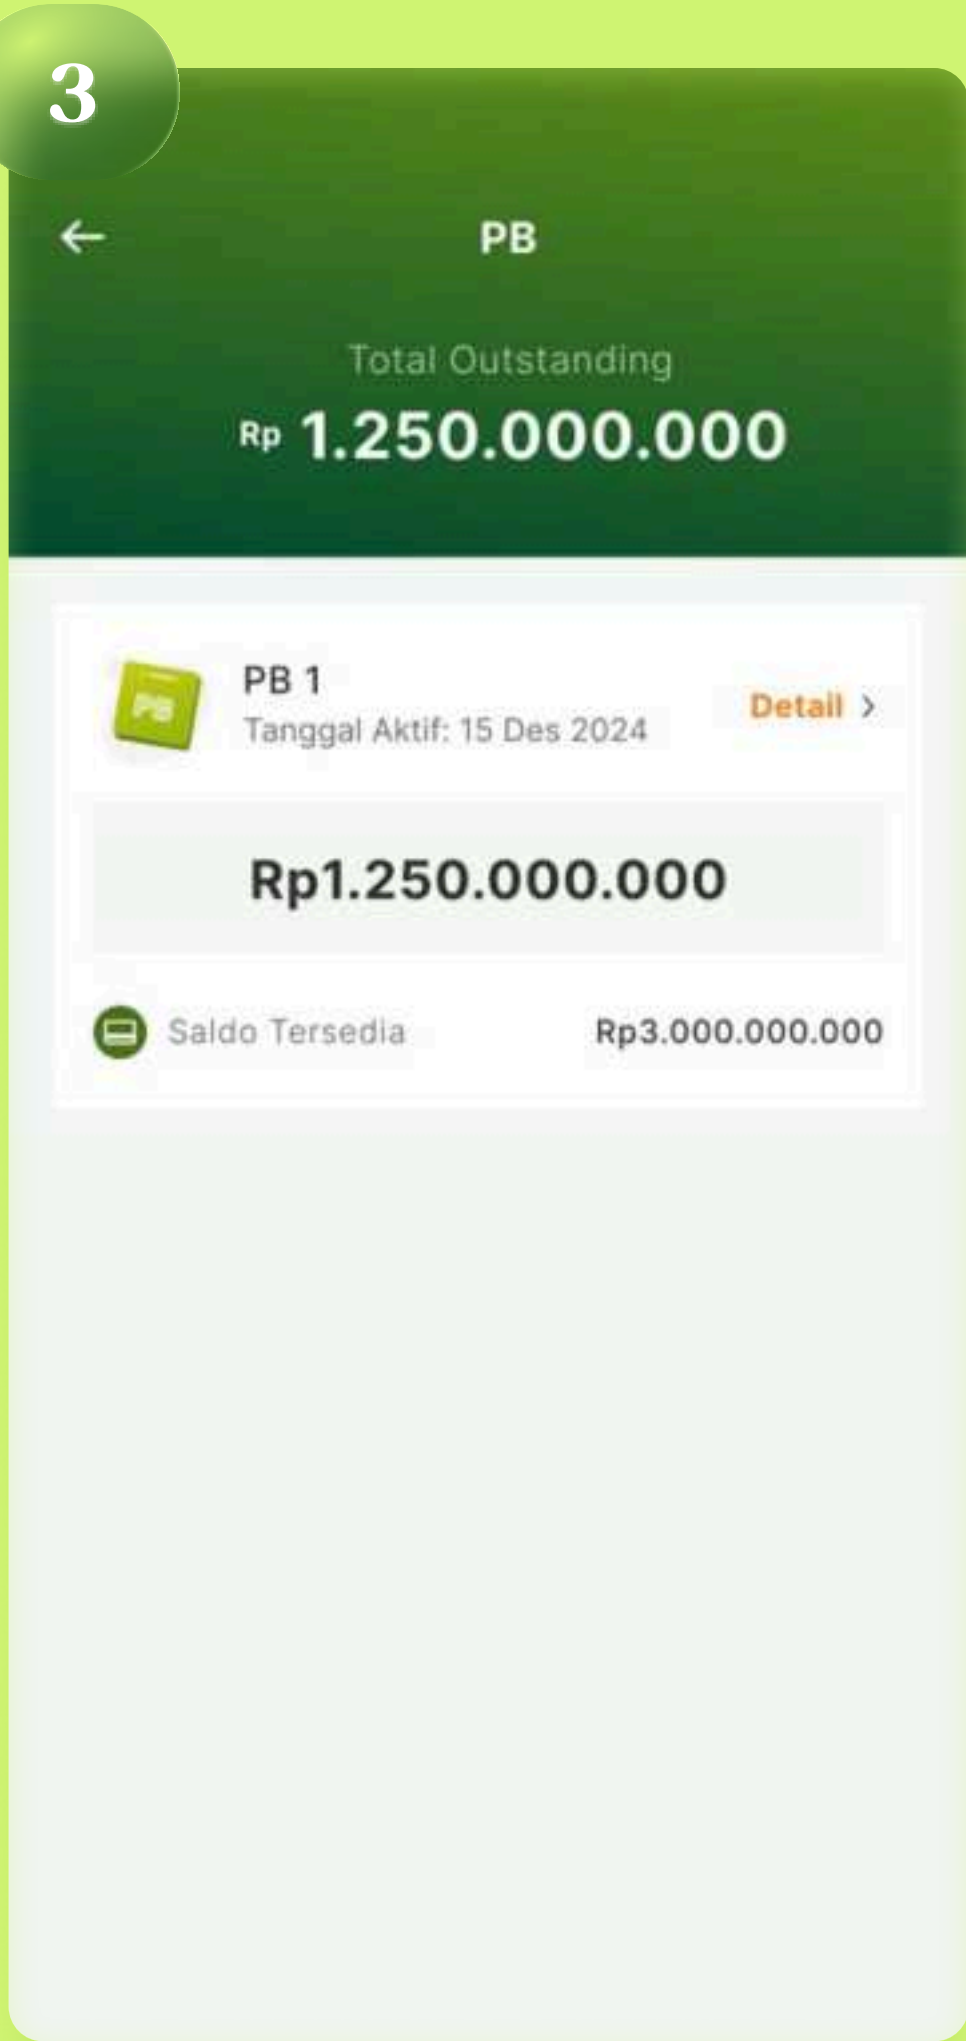 3
PB
Total Outstanding
Rp 1.250.000.000
PB 1
PB
Tanggal Aktif: 15 Des 2024
Detail
Rp1.250.000.000
Saldo Tersedia
Rp3.000.000.000